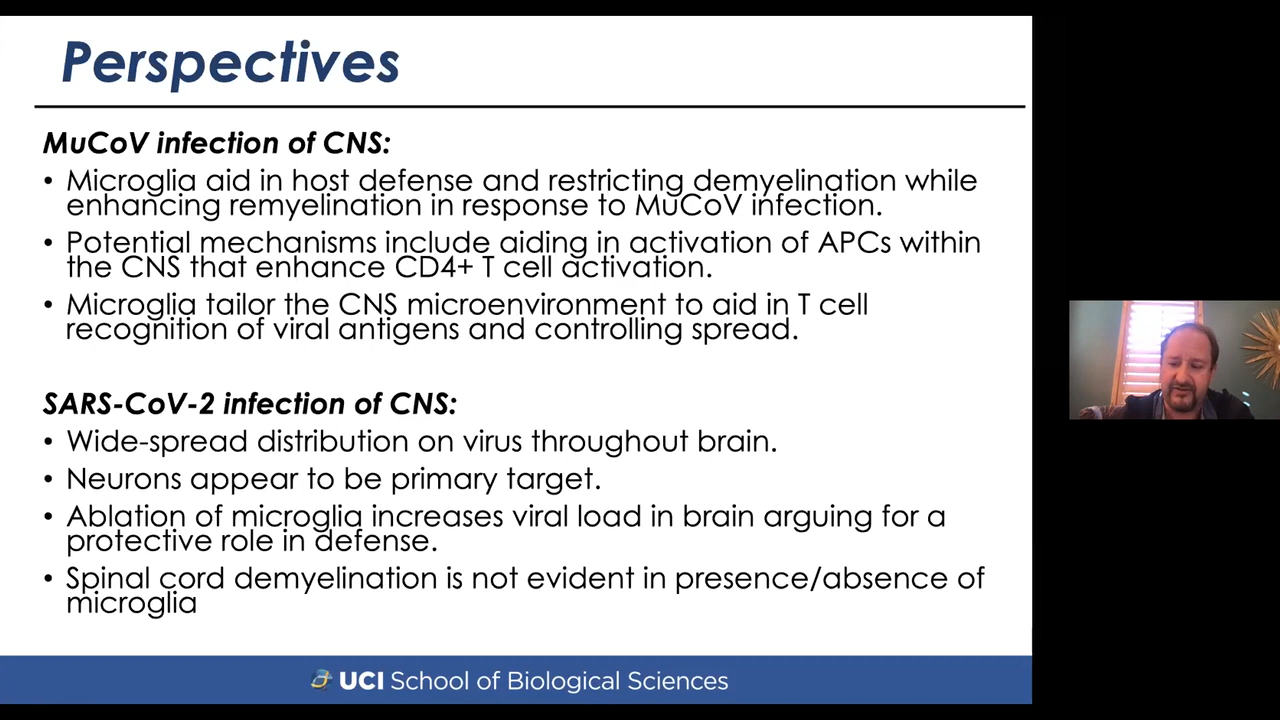 Perspectives
MuCoV infection of CNS:
• Microglia aid in host defense and restricting demyelination while
enhancing remyelination in response to MuCoV infection.
• Potential mechanisms include aiding in activation of APCs within
the CNS that enhance CD4+ T cell activation.
• Microglia tailor the CNS microenvironment to aid in T cell
recognition of viral antigens and controlling spread.
SARS-CoV-2 infection of CNS:
• Wide-spread distribution on virus throughout brain.
• Neurons appear to be primary target.
• Ablation of microglia increases viral load in brain arguing for a
protective role in defense.
• Spinal cord demyelination is not evident in presence/absence of
microglia
UCI School of Biological Sciences